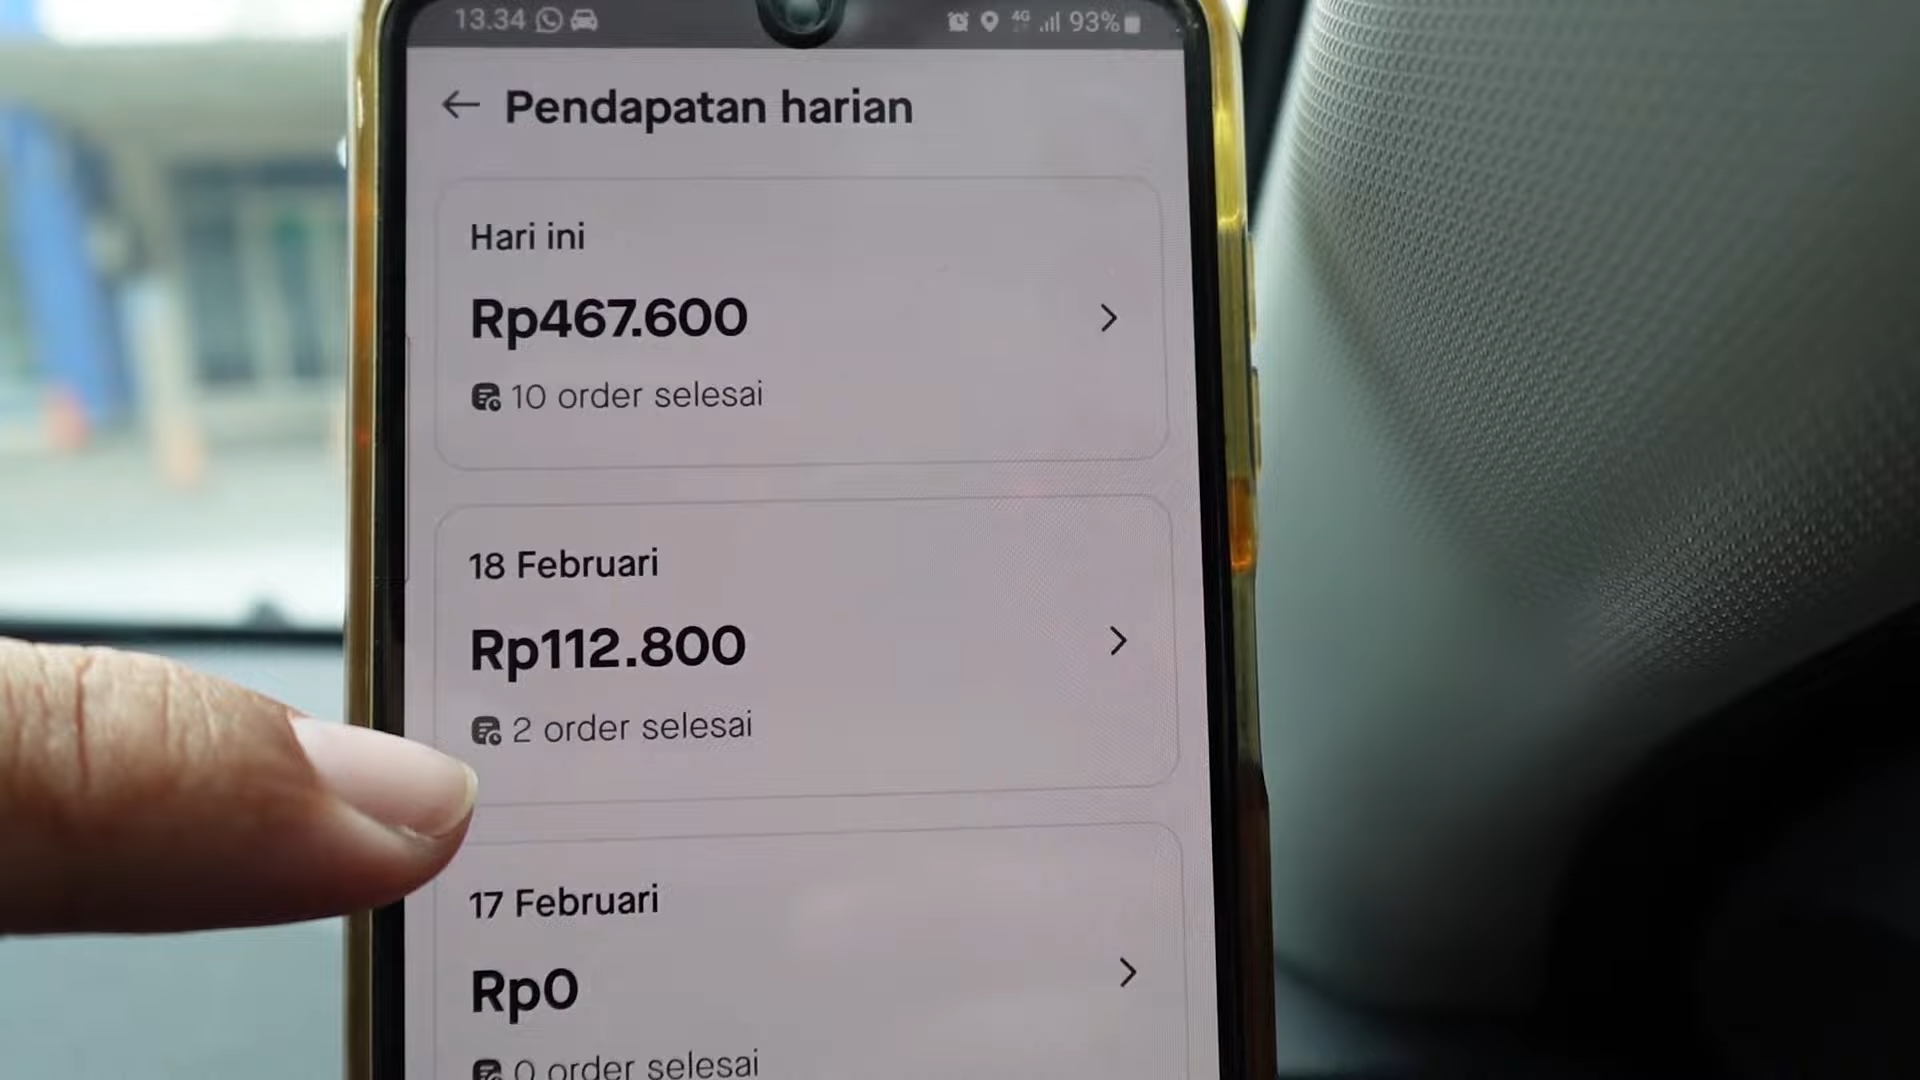 13.34
4G
93%
Pendapatan harian
Hari ini
Rp467.600
10 order selesai
18 Februari
Rp112.800
2 order selesai
17 Februari
Rp0
0 order selesai